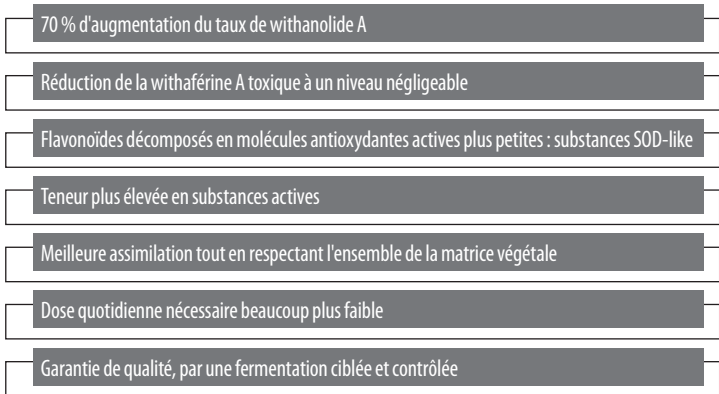 70 % d'augmentation du taux de withanolide A
Réduction de la withaférine A toxique à un niveau négligeable
Flavonoïdes décomposés en molécules antioxydantes actives plus petites : substances SOD-like
Teneur plus élevée en substances actives
Meilleure assimilation tout en respectant l'ensemble de la matrice végétale
Dose quotidienne nécessaire beaucoup plus faible
Garantie de qualité, par une fermentation ciblée et contrôlée